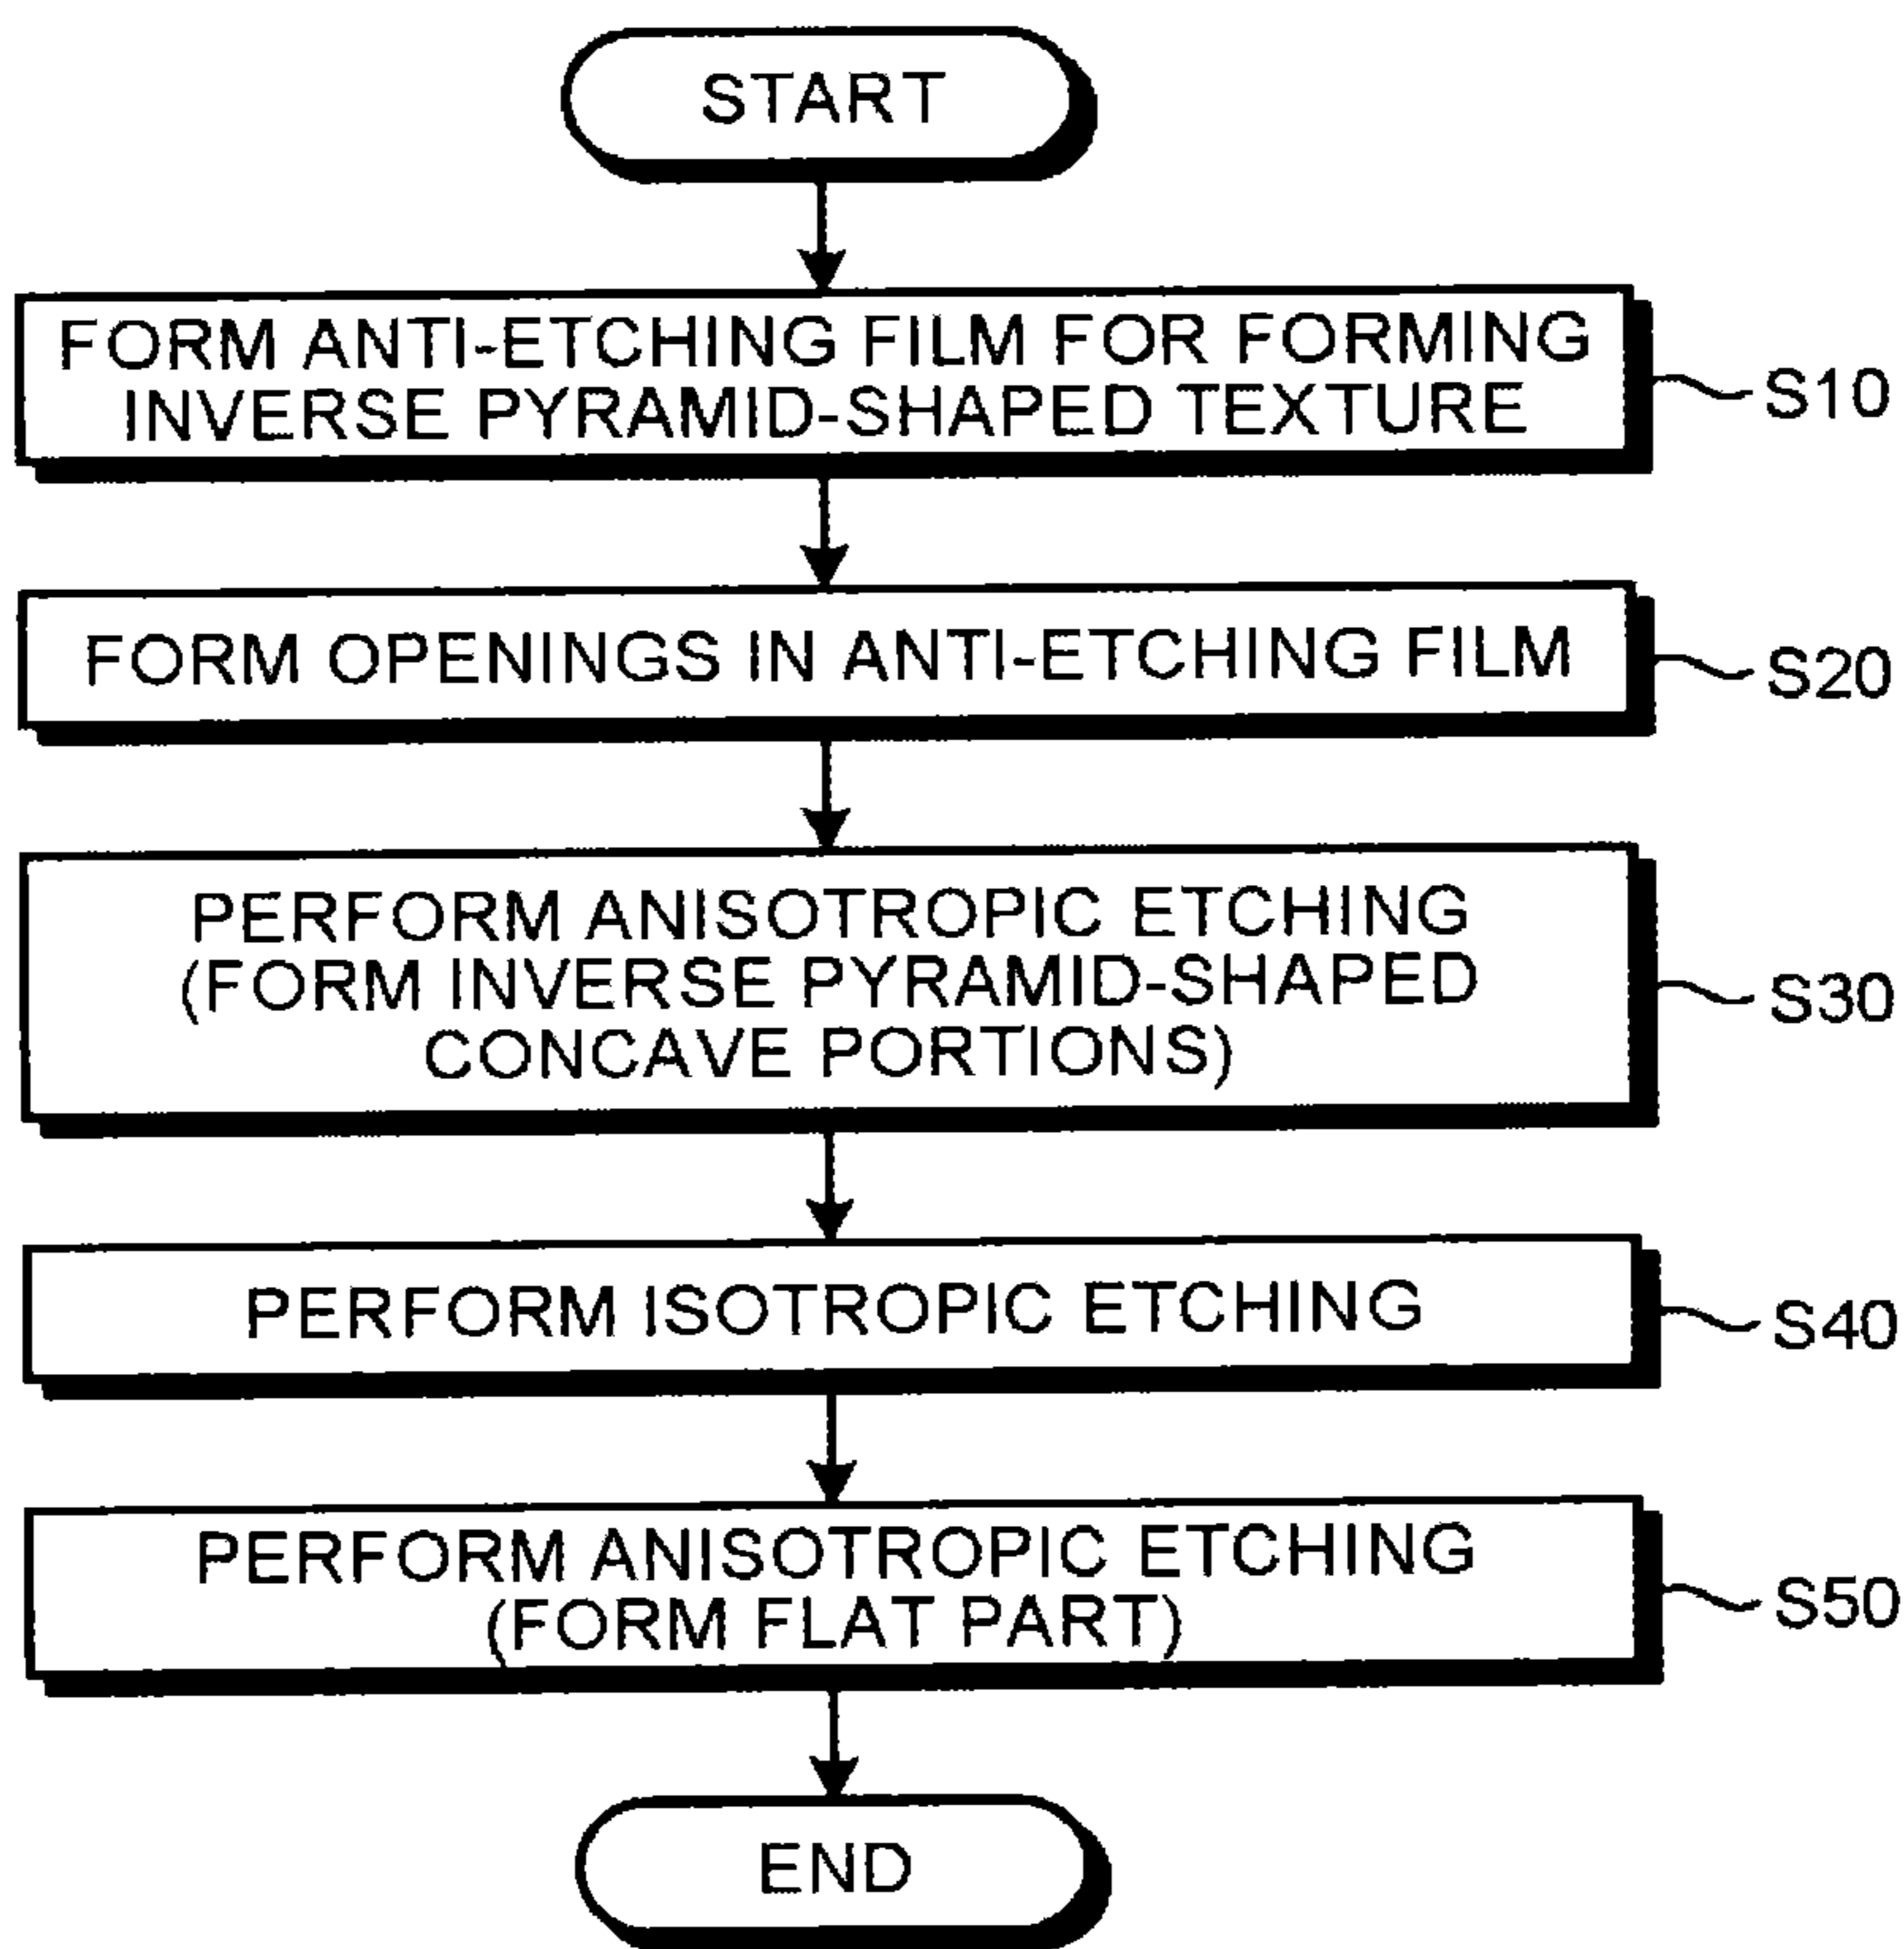 START
FORM ANTI-ETCHING FILM FOR FORMING
INVERSE PYRAMID-SHAPED TEXTURE
S10
FORM OPENINGS IN ANTI-ETCHING FILM
S20
PERFORM ANISOTROPIC ETCHING
(FORM INVERSE PYRAMID-SHAPED
CONCAVE PORTIONS)
S30
PERFORM ISOTROPIC ETCHING
S40
PERFORM ANISOTROPIC ETCHING
(FORM FLAT PART)
S50
END